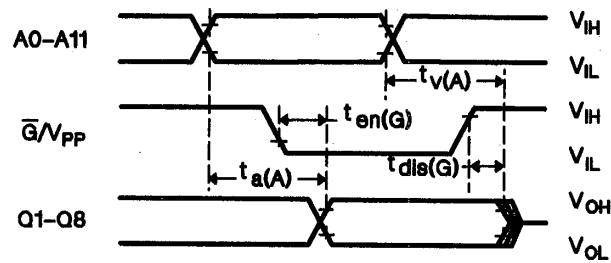 A0-A11
V_IH
V_IL
t_v(A)
G̅/V_PP
t_en(G)
V_IH
V_IL
t_dis(G)
t_a(A)
Q1-Q8
V_OH
V_OL